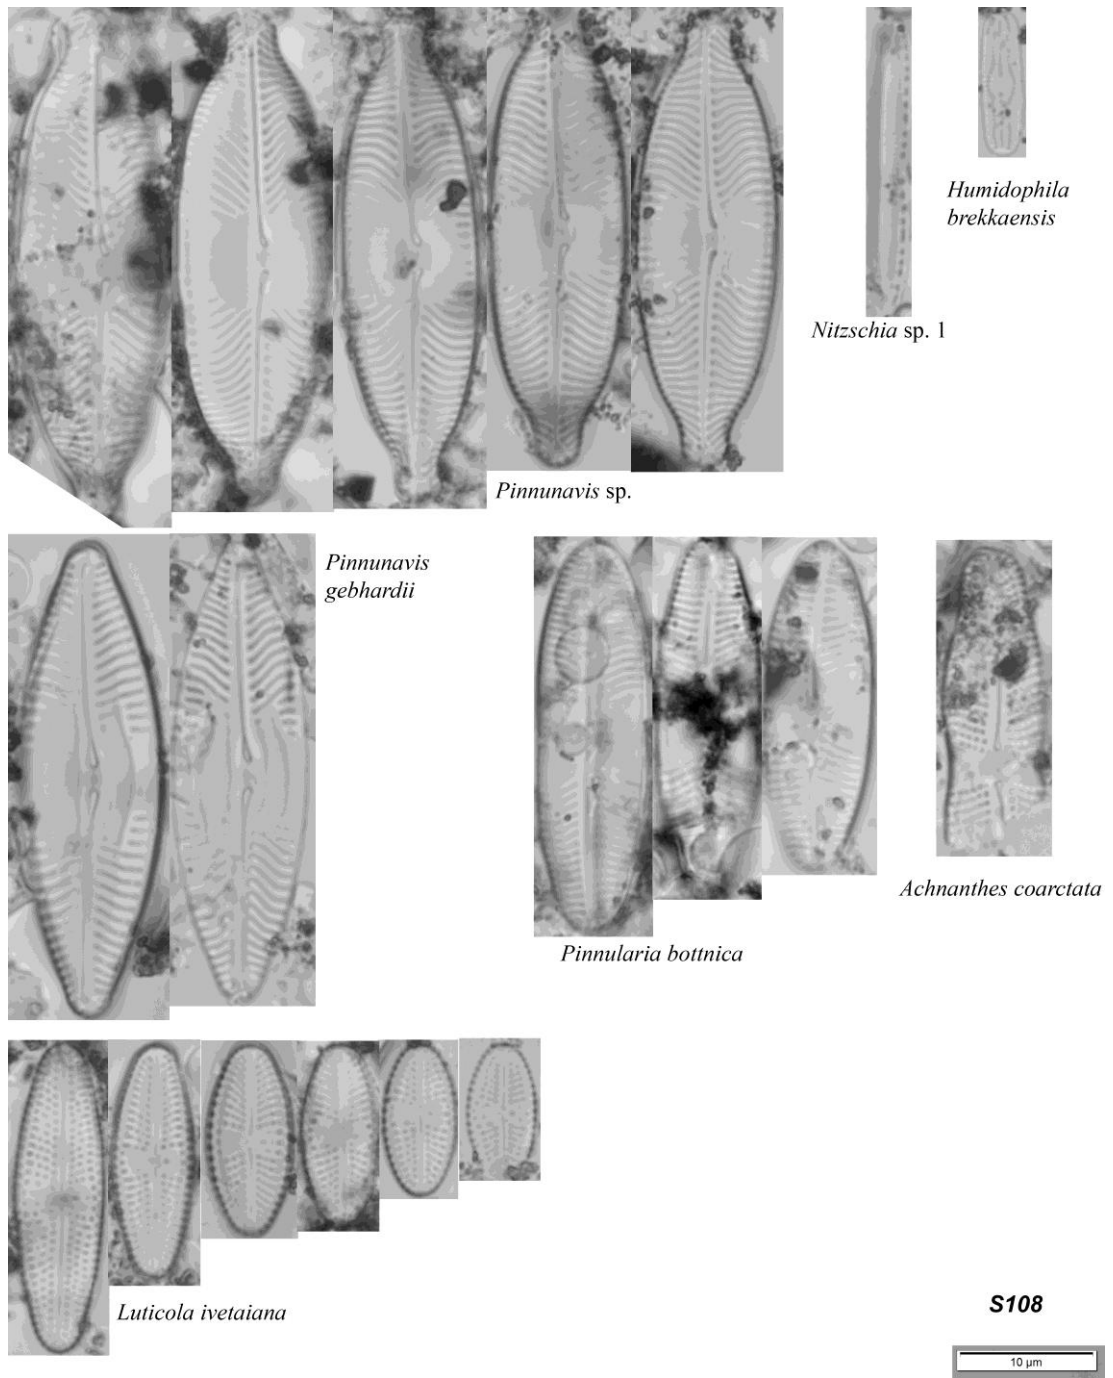 Humidophila
brekkaensis
Nitzschia sp. 1
Pinnunavis sp.
Pinnunavis
gebhardii
Achnanthes coarctata
Pinnularia bottnica
Luticola ivetaiana
S108
10 µm